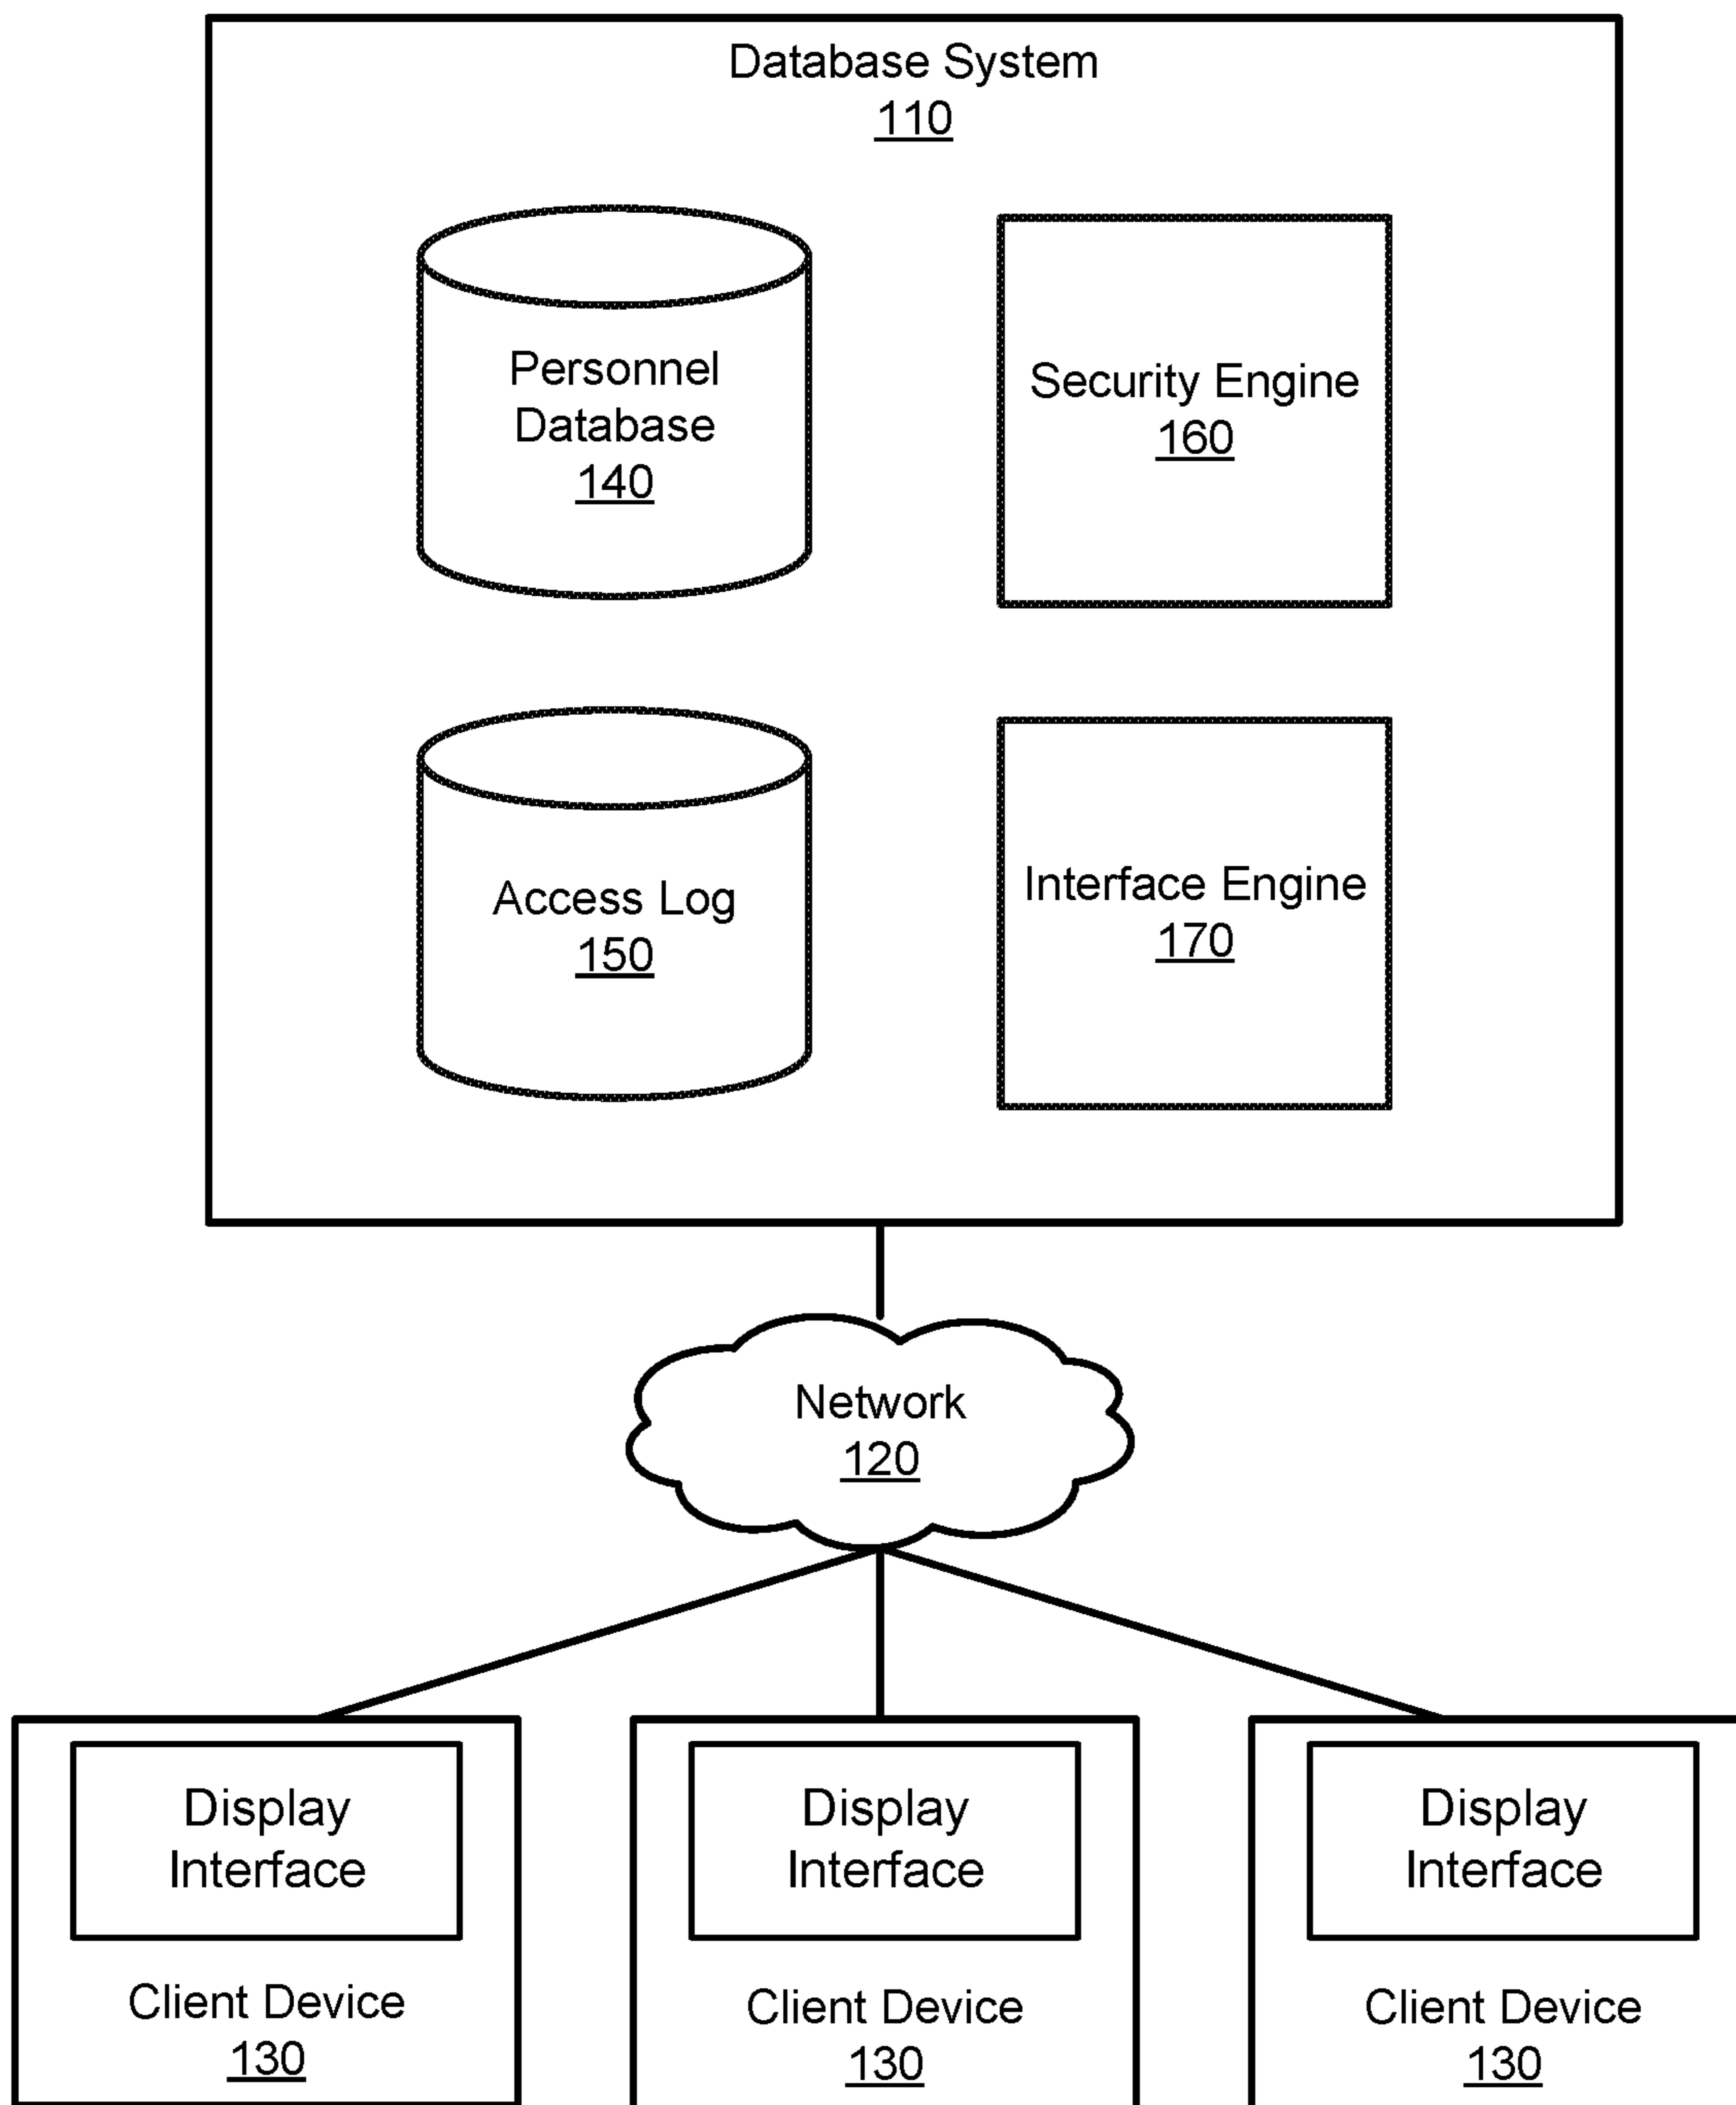 Database System
110
Personnel
Database
140
Security Engine
160
Access Log
150
Interface Engine
170
Network
120
Display
Interface
Client Device
130
Display
Interface
Client Device
130
Display
Interface
Client Device
130